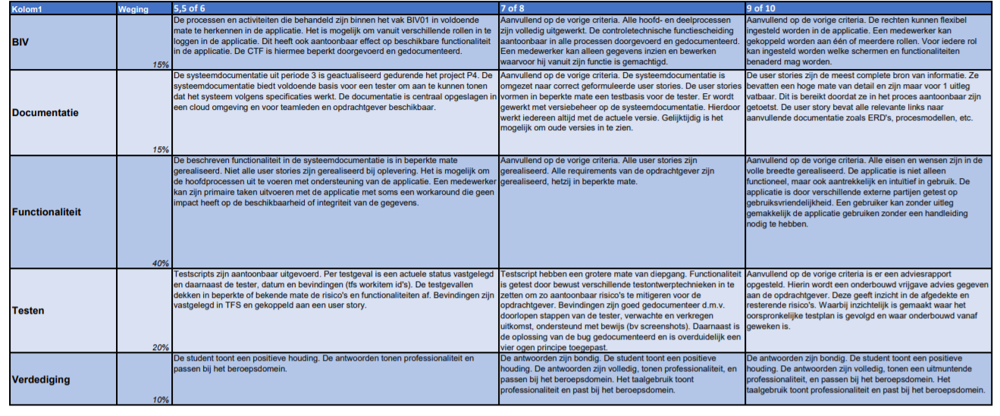 Kolom1 Weging 5,5 of 6 7 of 8 9 of 10
BIV
15%
De processen en activiteiten die behandeld zijn binnen het vak BIV01 in voldoende
mate te herkennen in de applicatie. Het is mogelijk om vanuit verschillende rollen in te
loggen in de applicatie. Dit heeft ook aantoonbaar effect op beschikbare functionaliteit
in de applicatie. De CTF is hiermee beperkt doorgevoerd en gedocumenteerd.
Aanvullend op de vorige criteria. Alle hoofd- en deelprocessen
zijn volledig uitgewerkt. De controletechnische functiescheiding
aantoonbaar in alle processen doorgevoerd en gedocumenteerd.
Een medewerker kan alleen gegevens inzien en bewerken
waarvoor hij vanuit zijn functie is gemachtigd.
Aanvullend op de vorige criteria. De rechten kunnen flexibel
ingesteld worden in de applicatie. Een medewerker kan
gekoppeld worden aan één of meerdere rollen. Voor iedere rol
kan ingesteld worden welke schermen en functionaliteiten
benaderd mag worden.
Documentatie
15%
De systeemdocumentatie uit periode 3 is geactualiseerd gedurende het project P4. De
systeemdocumentatie biedt voldoende basis voor een tester om aan te kunnen tonen
dat het systeem volgens specificaties werkt. De documentatie is centraal opgeslagen in
een cloud omgeving en voor teamleden en opdrachtgever beschikbaar.
Aanvullend op de vorige criteria. De systeemdocumentatie is
omgezet naar correct geformuleerde user stories. De user stories
vormen in beperkte mate een testbasis voor de tester. Er wordt
gewerkt met versiebeheer op de systeemdocumentatie. Hierdoor
werkt iedereen altijd met de actuele versie. Gelijktijdig is het
mogelijk om oude versies in te zien.
De user stories zijn de meest complete bron van informatie. Ze
bevatten een hoge mate van detail en zijn maar voor 1 uitleg
vatbaar. Dit is bereikt doordat ze in het proces aantoonbaar zijn
getoetst. De user story bevat alle relevante links naar
aanvullende documentatie zoals ERD's, procesmodellen, etc.
Functionaliteit
40%
De beschreven functionaliteit in de systeemdocumentatie is in beperkte mate
gerealiseerd. Niet alle user stories zijn gerealiseerd bij oplevering. Het is mogelijk om
de hoofdprocessen uit te voeren met ondersteuning van de applicatie. Een medewerker
kan zijn primaire taken uitvoeren met de applicatie met soms een workaround die geen
impact heeft op de beschikbaarheid of integriteit van de gegevens.
Aanvullend op de vorige criteria. Alle user stories zijn
gerealiseerd. Alle requirements van de opdrachtgever zijn
gerealiseerd, hetzij in beperkte mate.
Aanvullend op de vorige criteria. Alle eisen en wensen zijn in de
volle breedte gerealiseerd. De applicatie is niet alleen
functioneel, maar ook aantrekkelijk en intuïtief in gebruik. De
applicatie is door verschillende externe partijen getest op
gebruiksvriendelijkheid. Een gebruiker kan zonder uitleg
gemakkelijk de applicatie gebruiken zonder een handleiding
nodig te hebben.
Testen
20%
Testscripts zijn aantoonbaar uitgevoerd. Per testgeval is een actuele status vastgelegd
en daarnaast de tester, datum en bevindingen (tfs workitem id's). De testgevallen
dekken in beperkte of bekende mate de risico's en functionaliteiten af. Bevindingen zijn
vastgelegd in TFS en gekoppeld aan een user story.
Testscript hebben een grotere mate van diepgang. Functionaliteit
is getest door bewust verschillende testontwerptechnieken in te
zetten om zo aantoonbaar risico's te mitigeren voor de
opdrachtgever. Bevindingen zijn goed gedocumenteer d.m.v.
doorlopen stappen van de tester, verwachte en verkregen
uitkomst, ondersteund met bewijs (bv screenshots). Daarnaast is
de oplossing van de bug gedocumenteerd en is overduidelijk een
vier ogen principe toegepast.
Aanvullend op de vorige criteria is er een adviesrapport
opgesteld. Hierin wordt een onderbouwd vrijgave advies gegeven
aan de opdrachtgever. Deze geeft inzicht in de afgedekte en
resterende risico's. Waarbij inzichtelijk is gemaakt waar het
oorspronkelijke testplan is gevolgd en waar onderbouwd vanaf
geweken is.
Verdediging
10%
De student toont een positieve houding. De antwoorden tonen professionaliteit en
passen bij het beroepsdomein.
De antwoorden zijn bondig. De student toont een positieve
houding. De antwoorden zijn volledig, tonen professionaliteit, en
passen bij het beroepsdomein. Het taalgebruik toont
professionaliteit en past bij het beroepsdomein.
De antwoorden zijn bondig. De student toont een positieve
houding. De antwoorden zijn volledig, tonen een uitmuntende
professionaliteit, en passen bij het beroepsdomein. Het
taalgebruik toont professionaliteit en past bij het beroepsdomein.